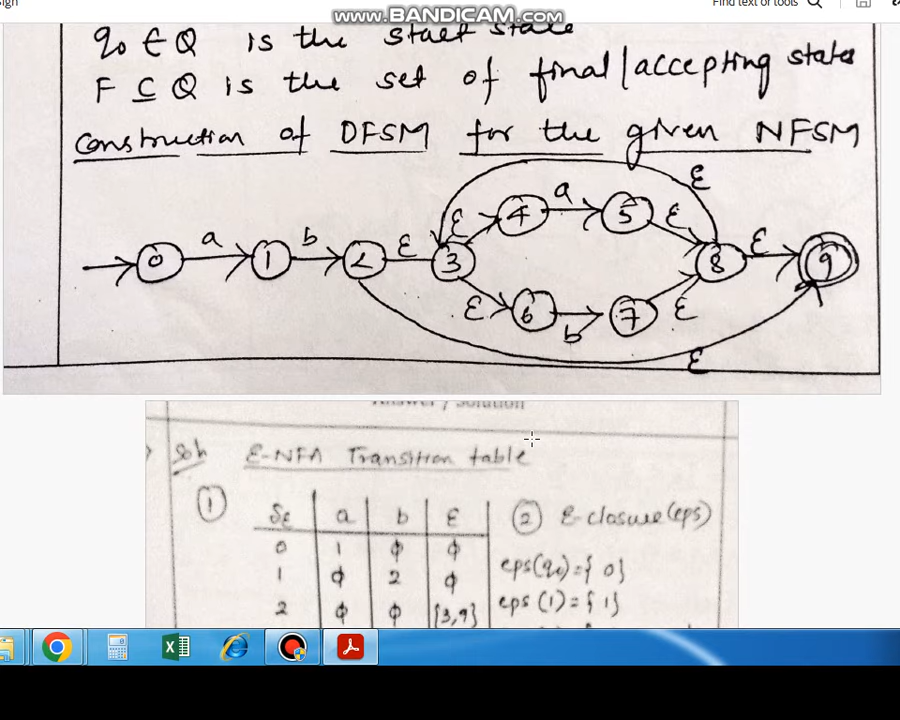 sign
Find text or tools
www.BANDICAM.com
q0 ∈ Q is the start state
F ⊆ Q is the set of final/accepting states
construction of DFSM for the given NFSM
ε
a
ε 4 5 ε
a b ε ε
0 1 2 3 8 9
ε 6 7 ε
b
ε
Answer / Solution
Soln ε-NFA Transition table
① δε a b ε ② ε-closure(eps)
0 1 φ φ eps(q0)={0}
1 φ 2 φ eps(1)={1}
2 φ φ {3,9}